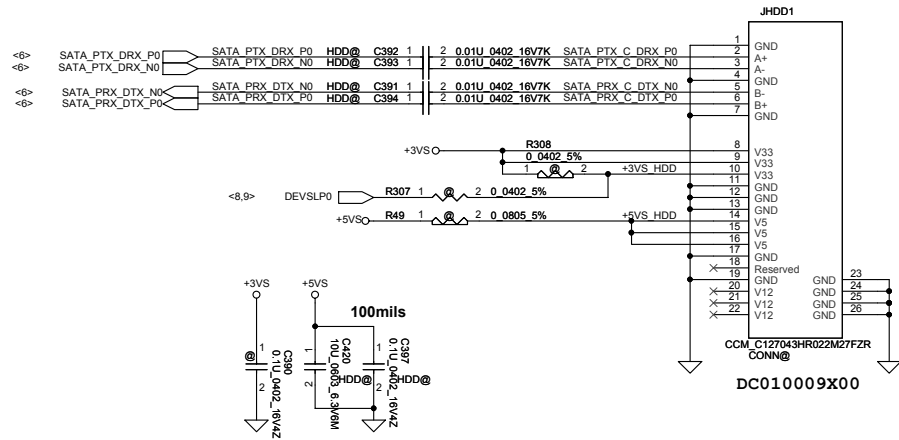 JHDD1
1 GND
<6> SATA_PTX_DRX_P0 SATA_PTX_DRX_P0 HDD@ C392 1 2 0.01U_0402_16V7K SATA_PTX_C_DRX_P0 2 A+
<6> SATA_PTX_DRX_N0 SATA_PTX_DRX_N0 HDD@ C393 1 2 0.01U_0402_16V7K SATA_PTX_C_DRX_N0 3 A-
4 GND
<6> SATA_PRX_DTX_N0 SATA_PRX_DTX_N0 HDD@ C391 1 2 0.01U_0402_16V7K SATA_PRX_C_DTX_N0 5 B-
<6> SATA_PRX_DTX_P0 SATA_PRX_DTX_P0 HDD@ C394 1 2 0.01U_0402_16V7K SATA_PRX_C_DTX_P0 6 B+
7 GND
+3VS R308 8 V33
0_0402_5% 9 V33
1 @ 2 +3VS_HDD 10 V33
11 GND
<8,9> DEVSLP0 R307 1 @ 2 0_0402_5% 12 GND
13 GND
+5VS R49 1 @ 2 0_0805_5% +5VS_HDD 14 V5
15 V5
16 V5
17 GND
18 Reserved
19 GND GND 23
20 V12 GND 24
21 V12 GND 25
22 V12 GND 26
+3VS +5VS
100mils
@ 1 2 C390 0.1U_0402_16V4Z
1 2 C420 10U_0603_6.3V6M HDD@
1 2 C397 0.1U_0402_16V4Z HDD@
CCM_C127043HR022M27FZR
CONN@
DC010009X00